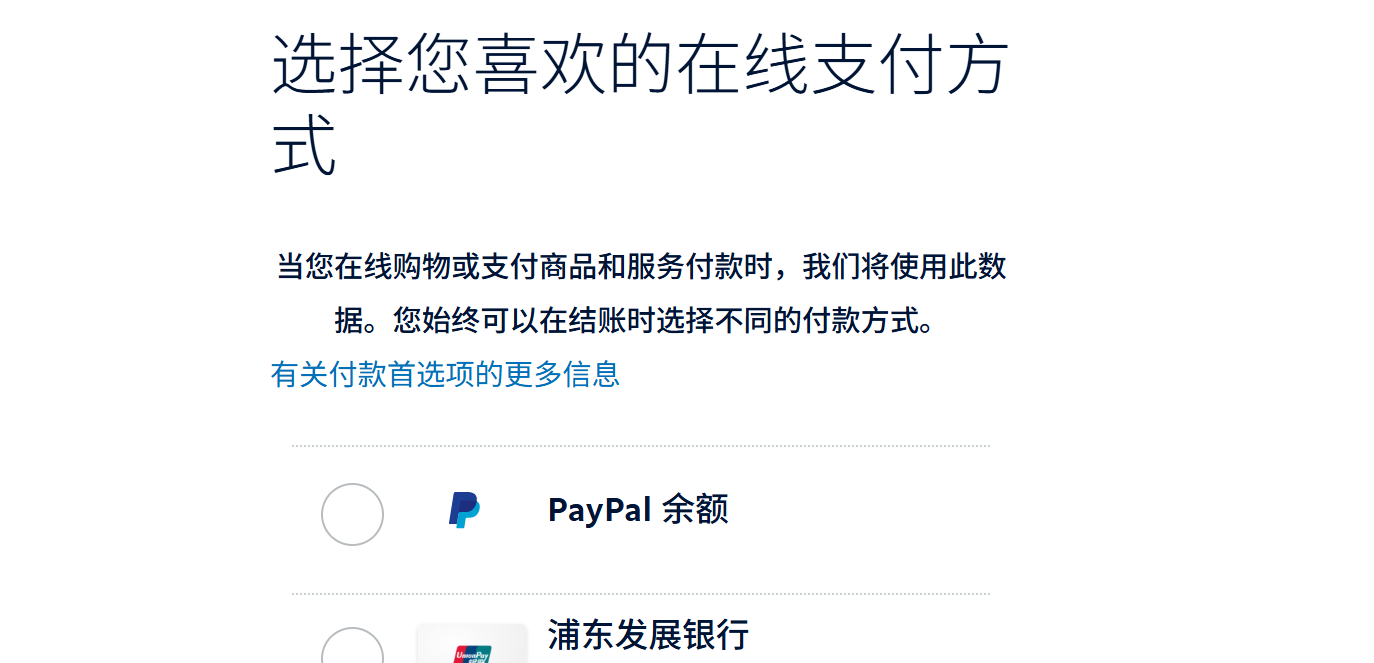 选择您喜欢的在线支付方
式
当您在线购物或支付商品和服务付款时，我们将使用此数
据。您始终可以在结账时选择不同的付款方式。
有关付款首选项的更多信息
PayPal 余额
浦东发展银行
UnionPay